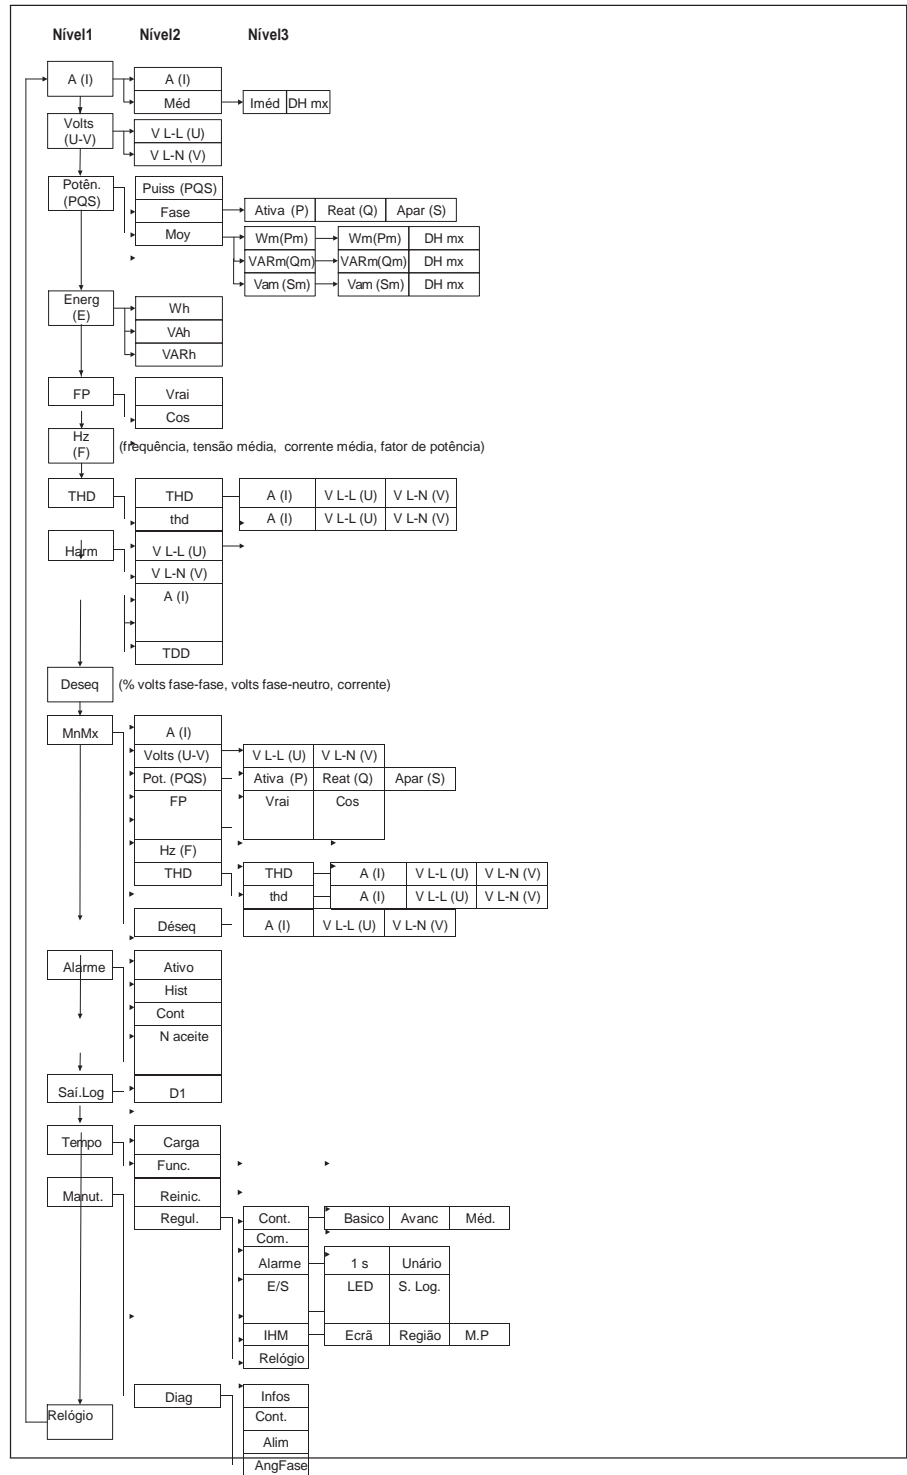 Nível1 Nível2 Nível3
A (I) A (I)
Méd Iméd DH mx
Volts
(U-V)
V L-L (U)
V L-N (V)
Potên.
(PQS)
Puiss (PQS)
Fase Ativa (P) Reat (Q) Apar (S)
Moy Wm(Pm) Wm(Pm) DH mx
VARm(Qm) VARm(Qm) DH mx
Vam (Sm) Vam (Sm) DH mx
Energ
(E)
Wh
VAh
VARh
FP Vrai
Cos
Hz
(F)
(frequência, tensão média, corrente média, fator de potência)
THD THD A (I) V L-L (U) V L-N (V)
thd A (I) V L-L (U) V L-N (V)
Harm V L-L (U)
V L-N (V)
A (I)
TDD
Deseq (% volts fase-fase, volts fase-neutro, corrente)
MnMx A (I)
Volts (U-V) V L-L (U) V L-N (V)
Pot. (PQS) Ativa (P) Reat (Q) Apar (S)
FP Vrai Cos
Hz (F)
THD THD A (I) V L-L (U) V L-N (V)
thd A (I) V L-L (U) V L-N (V)
Déseq A (I) V L-L (U) V L-N (V)
Alarme Ativo
Hist
Cont
N aceite
Saí.Log D1
Tempo Carga
Func.
Manut. Reinic.
Regul. Cont. Basico Avanc Méd.
Com.
Alarme 1 s Unário
E/S LED S. Log.
IHM Ecrã Região M.P
Relógio
Diag Infos
Relógio Cont.
Alim
AngFase